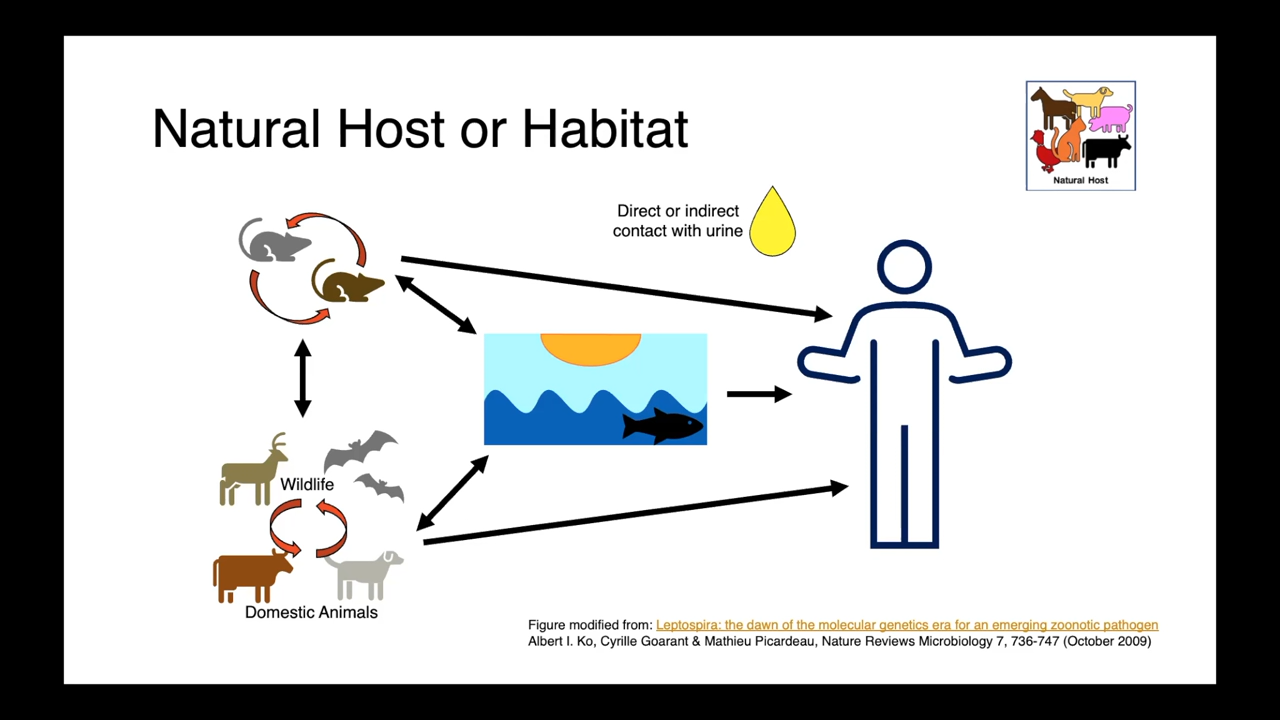 Natural Host or Habitat
Natural Host
Direct or indirect
contact with urine
Wildlife
Domestic Animals
Figure modified from: Leptospira: the dawn of the molecular genetics era for an emerging zoonotic pathogen
Albert I. Ko, Cyrille Goarant & Mathieu Picardeau, Nature Reviews Microbiology 7, 736-747 (October 2009)